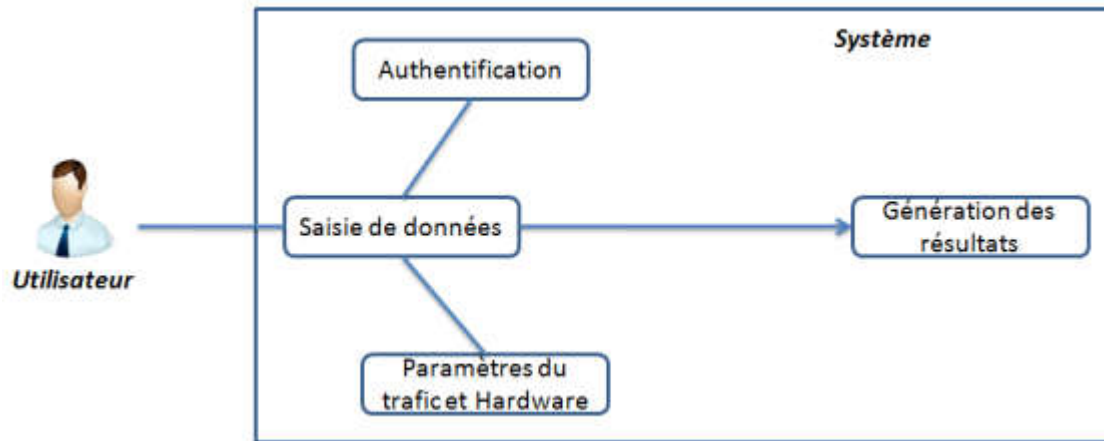 Système
Authentification
Saisie de données
Génération des
résultats
Utilisateur
Paramètres du
trafic et Hardware